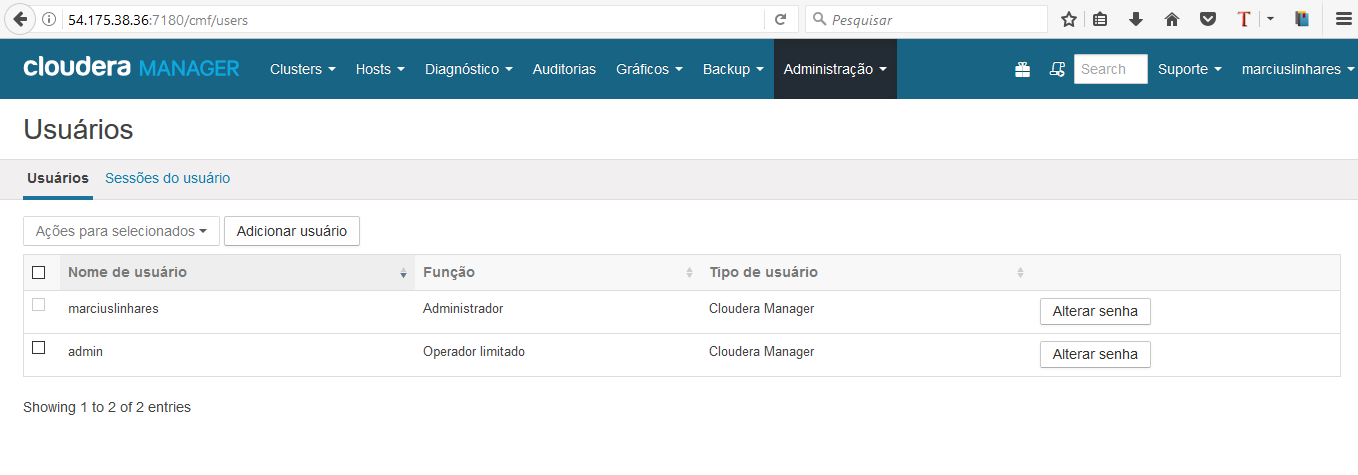 54.175.38.36:7180/cmf/users Pesquisar
cloudera MANAGER Clusters Hosts Diagnóstico Auditorias Gráficos Backup Administração Search Suporte marciuslinhares
Usuários
Usuários Sessões do usuário
Ações para selecionados Adicionar usuário
Nome de usuário Função Tipo de usuário
marciuslinhares Administrador Cloudera Manager Alterar senha
admin Operador limitado Cloudera Manager Alterar senha
Showing 1 to 2 of 2 entries